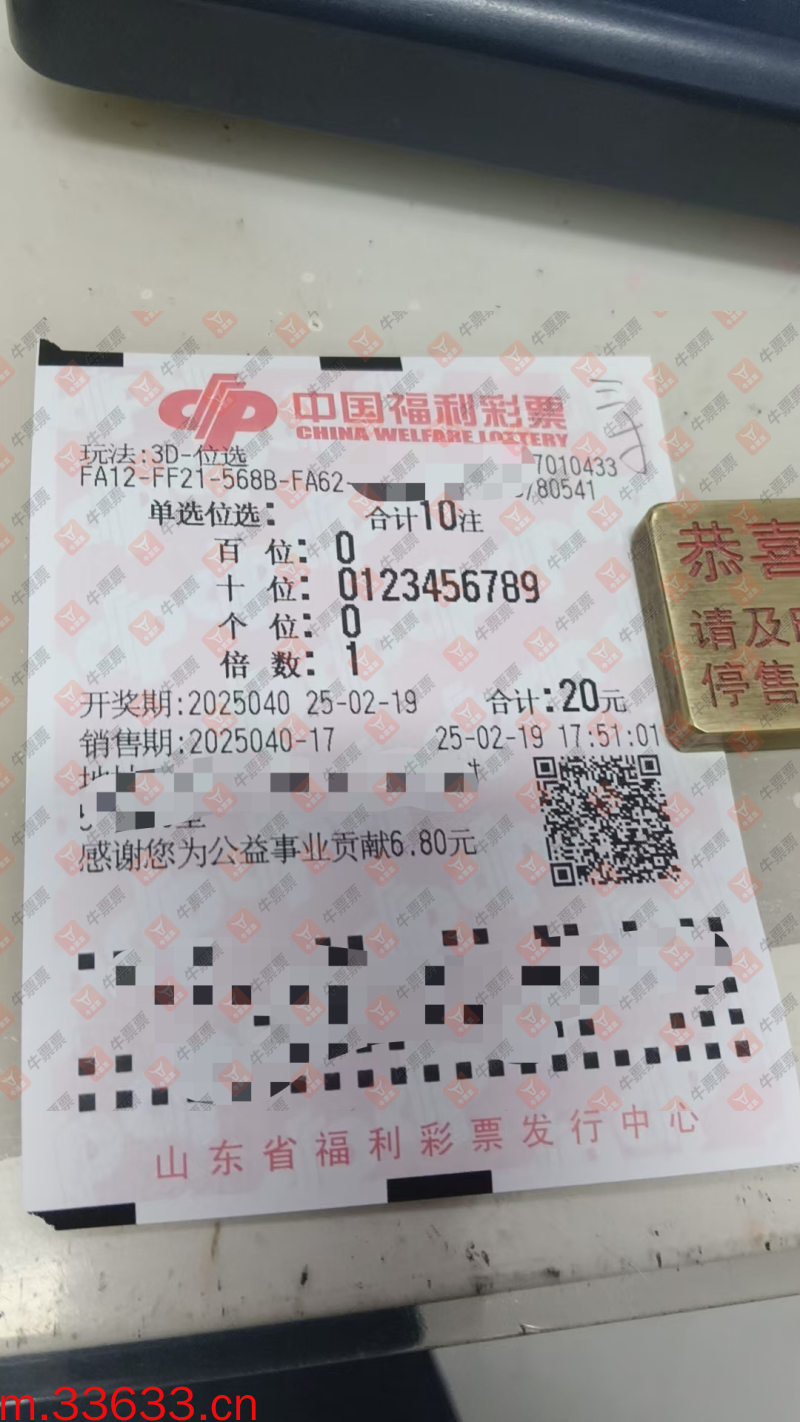 中国福利彩票
CHINA WELFARE LOTTERY
玩法:3D-位选
7010433
FA12-FF21-568B-FA62-
780541
单选位选: 合计10注
百 位: 0
十 位: 0123456789
个 位: 0
倍 数: 1
开奖期:2025040 25-02-19 合计:20元
销售期:2025040-17 25-02-19 17:51:01
感谢您为公益事业贡献6.80元
山东省福利彩票发行中心
恭喜
请及
停售
牛票票
m.33633.cn